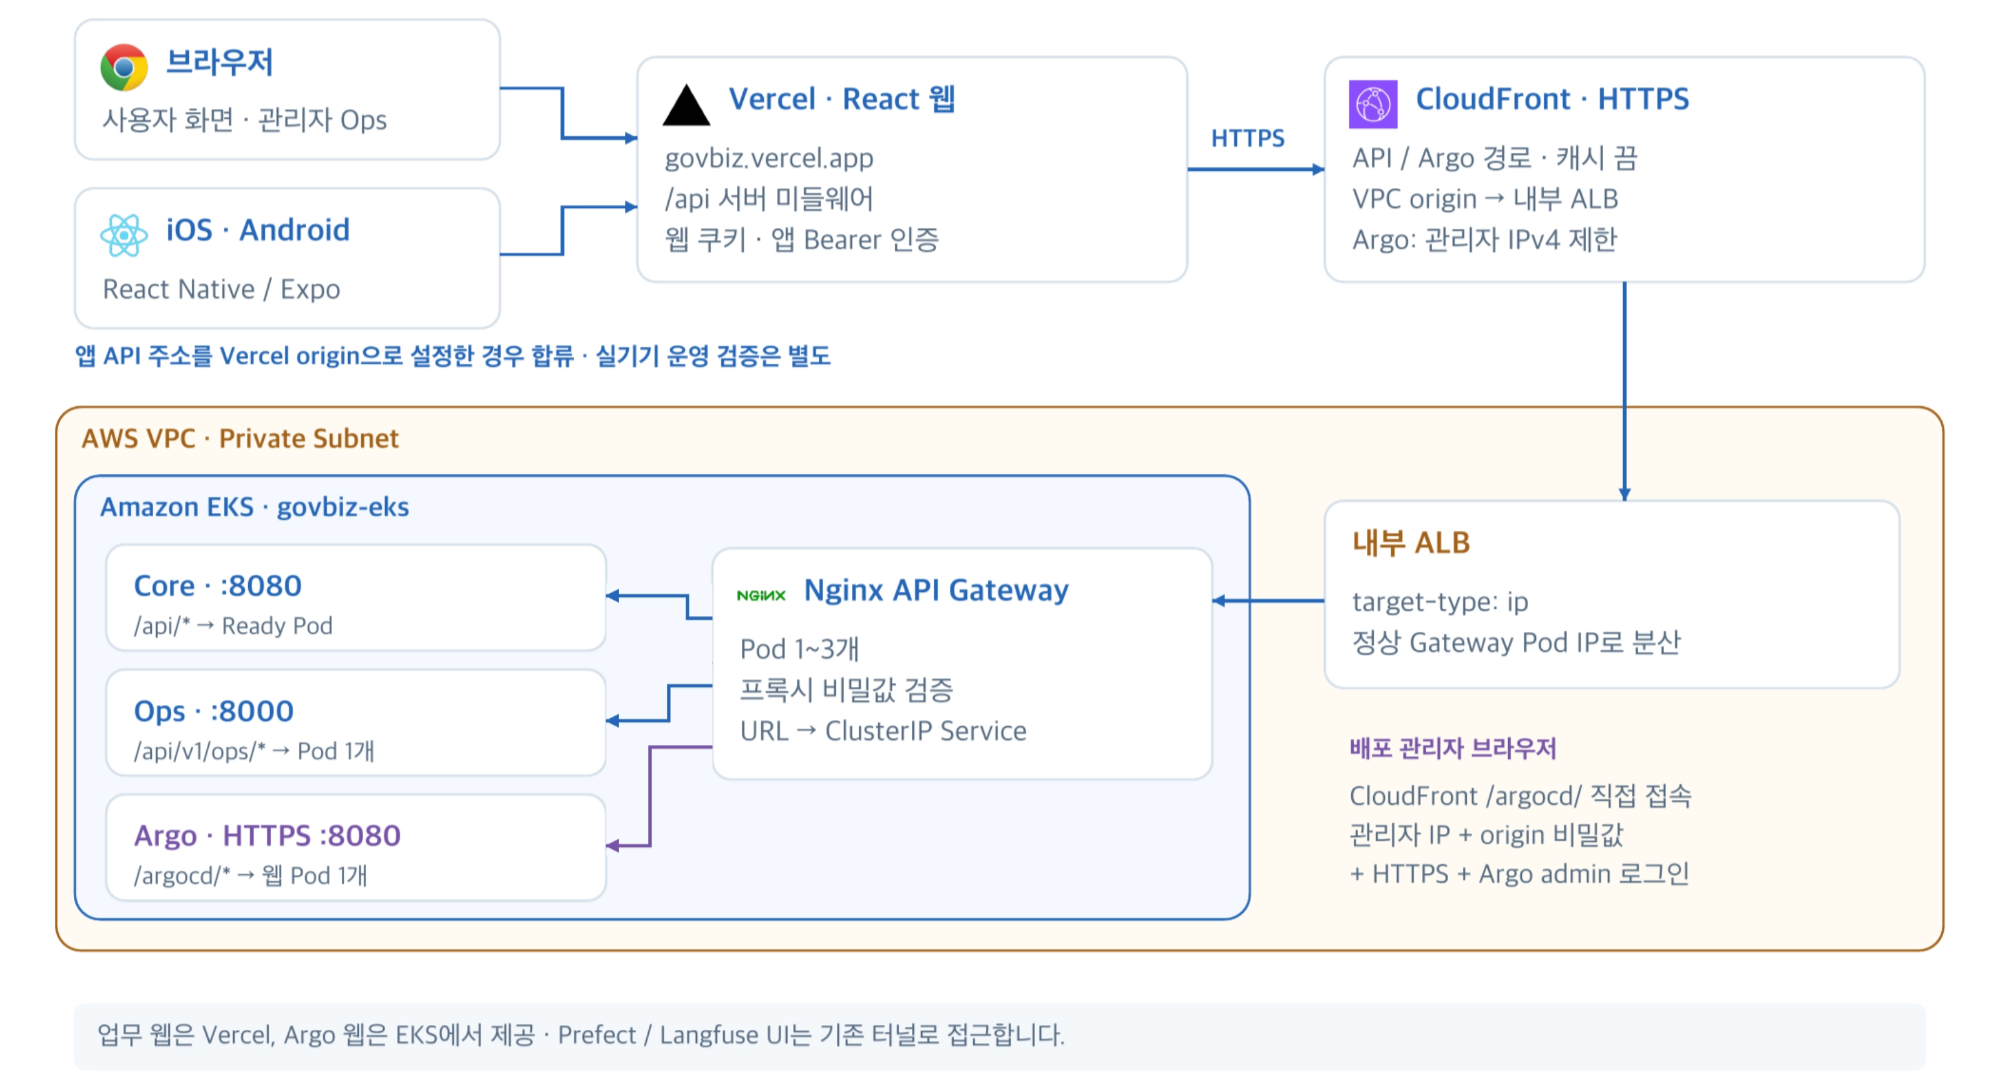 브라우저
사용자 화면 · 관리자 Ops
iOS · Android
React Native / Expo
앱 API 주소를 Vercel origin으로 설정한 경우 합류 · 실기기 운영 검증은 별도
Vercel · React 웹
govbiz.vercel.app
/api 서버 미들웨어
웹 쿠키 · 앱 Bearer 인증
HTTPS
CloudFront · HTTPS
API / Argo 경로 · 캐시 끔
VPC origin → 내부 ALB
Argo: 관리자 IPv4 제한
AWS VPC · Private Subnet
Amazon EKS · govbiz-eks
Core · :8080
/api/* → Ready Pod
Ops · :8000
/api/v1/ops/* → Pod 1개
Argo · HTTPS :8080
/argocd/* → 웹 Pod 1개
NGINX
Nginx API Gateway
Pod 1~3개
프록시 비밀값 검증
URL → ClusterIP Service
내부 ALB
target-type: ip
정상 Gateway Pod IP로 분산
배포 관리자 브라우저
CloudFront /argocd/ 직접 접속
관리자 IP + origin 비밀값
+ HTTPS + Argo admin 로그인
업무 웹은 Vercel, Argo 웹은 EKS에서 제공 · Prefect / Langfuse UI는 기존 터널로 접근합니다.